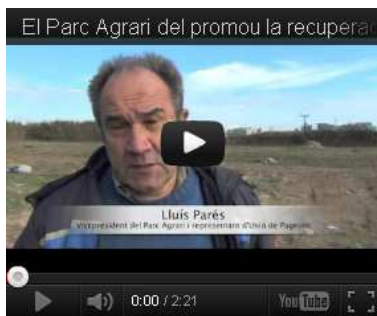 El Parc Agrari del promou la recuperac
Lluís Parés
Vicepresident del Parc Agrari i representant d'Unió de Pagesos
0:00 / 2:21
YouTube